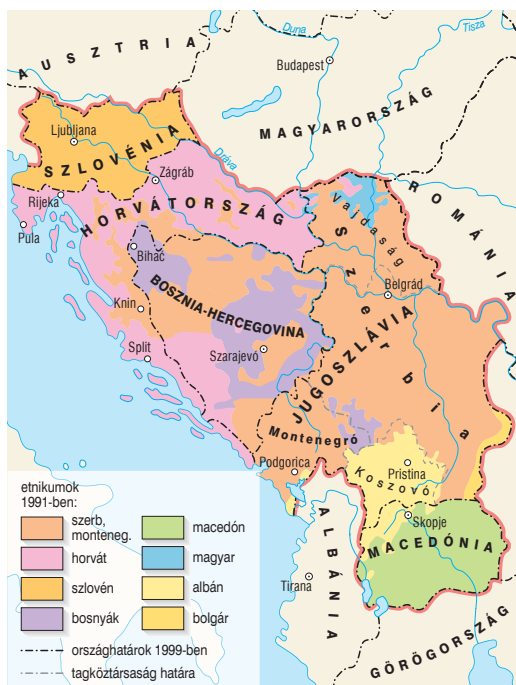 AUSZTRIA
Duna
Tisza
Budapest
MAGYARORSZÁG
Ljubljana
SZLOVÉNIA
Dráva
Zágráb
Rijeka
HORVÁTORSZÁG
Pula
ROMÁNIA
Vajdaság
Szerbia
Bihać
Belgrád
BOSZNIA-HERCEGOVINA
Knin
JUGOSZLÁVIA
Split
Szarajevó
Montenegró
Podgorica
Pristina
Koszovó
Skopje
MACEDÓNIA
ALBÁNIA
Tirana
GÖRÖGORSZÁG
etnikumok
1991-ben:
szerb,
monteneg.
horvát
szlovén
bosnyák
macedón
magyar
albán
bolgár
országhatárok 1999-ben
tagköztársaság határa